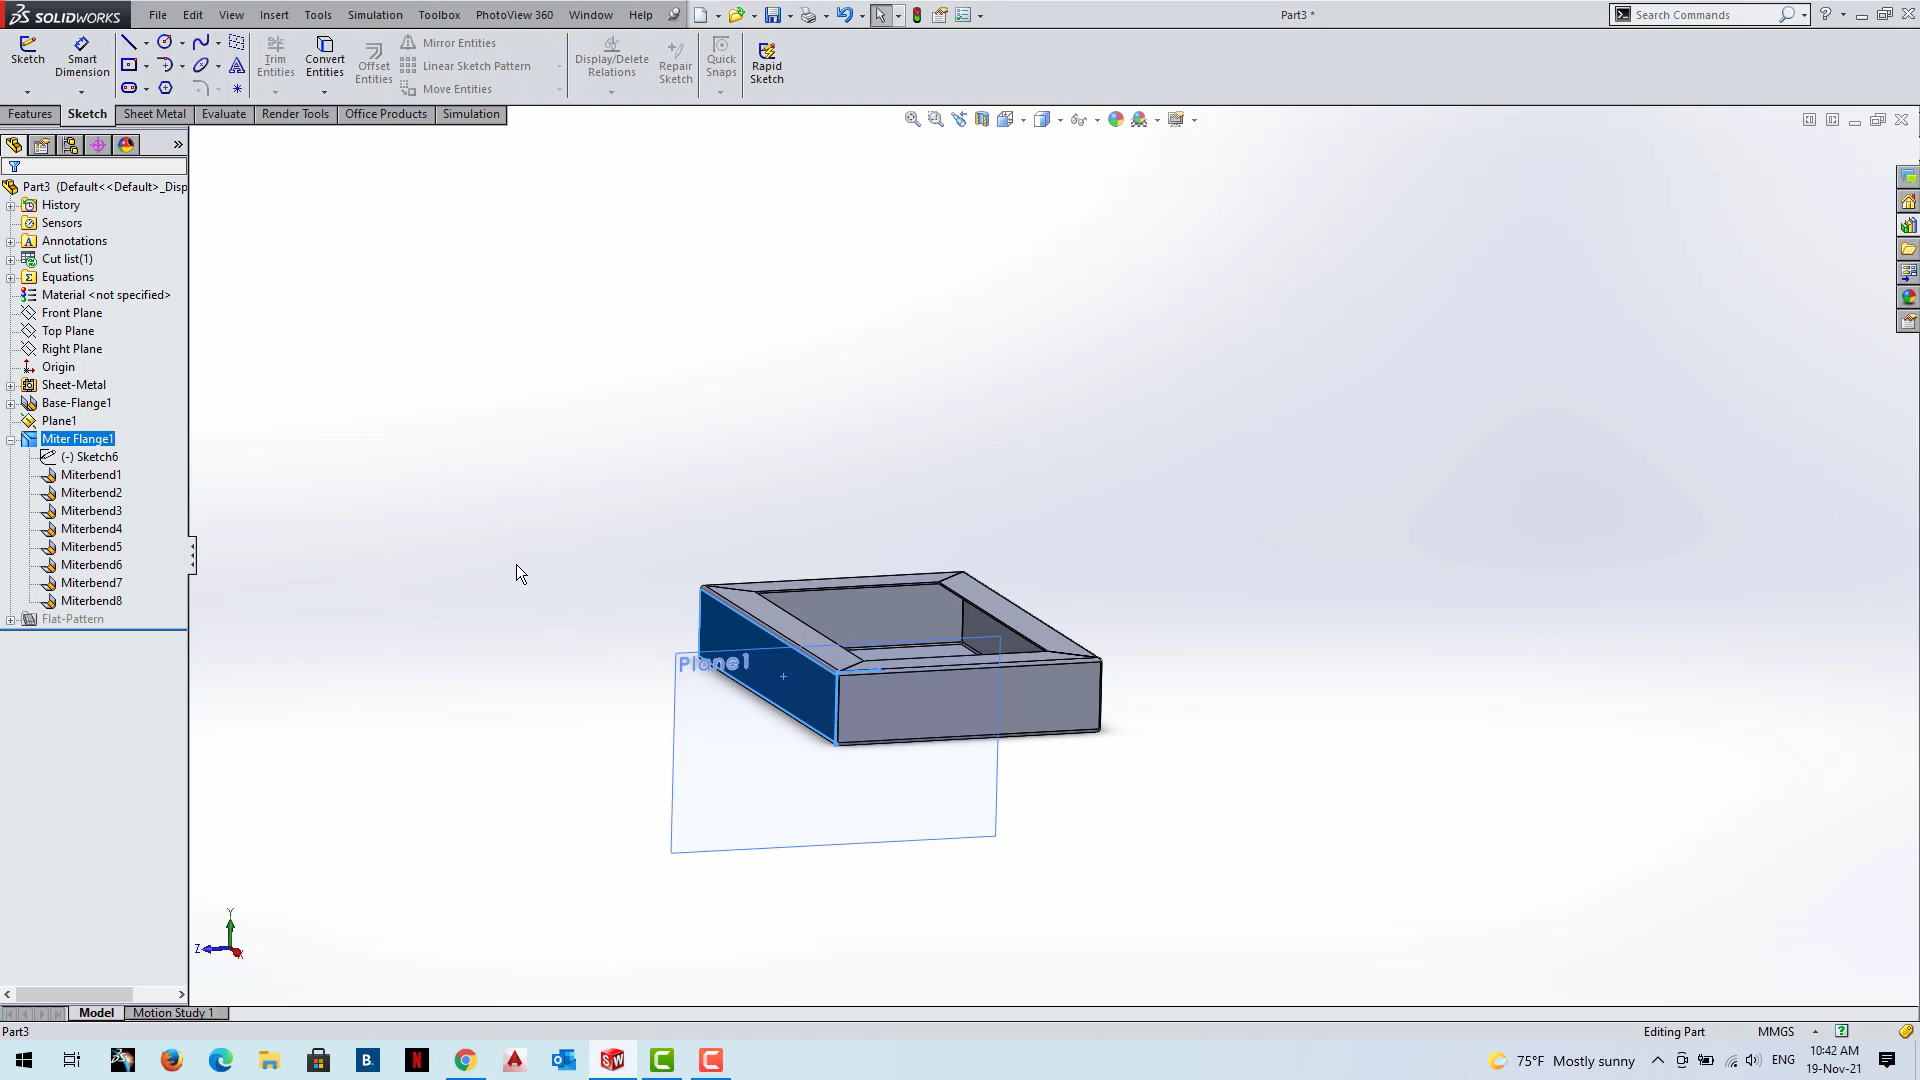 SOLIDWORKS File Edit View Insert Tools Simulation Toolbox PhotoView 360 Window Help Part3 * Search Commands ?
Sketch
Smart Dimension
Trim Entities
Convert Entities
Offset Entities
Mirror Entities
Linear Sketch Pattern
Move Entities
Display/Delete Relations
Repair Sketch
Quick Snaps
Rapid Sketch
Features Sketch Sheet Metal Evaluate Render Tools Office Products Simulation
Part3 (Default<<Default>_Disp
History
Sensors
Annotations
Cut list(1)
Equations
Material <not specified>
Front Plane
Top Plane
Right Plane
Origin
Sheet-Metal
Base-Flange1
Plane1
Miter Flange1
(-) Sketch6
Miterbend1
Miterbend2
Miterbend3
Miterbend4
Miterbend5
Miterbend6
Miterbend7
Miterbend8
Flat-Pattern
Plane1
Y
Z
X
Model Motion Study 1
Part3 Editing Part MMGS ?
B. N SW C C 75°F Mostly sunny ENG 10:42 AM
19-Nov-21